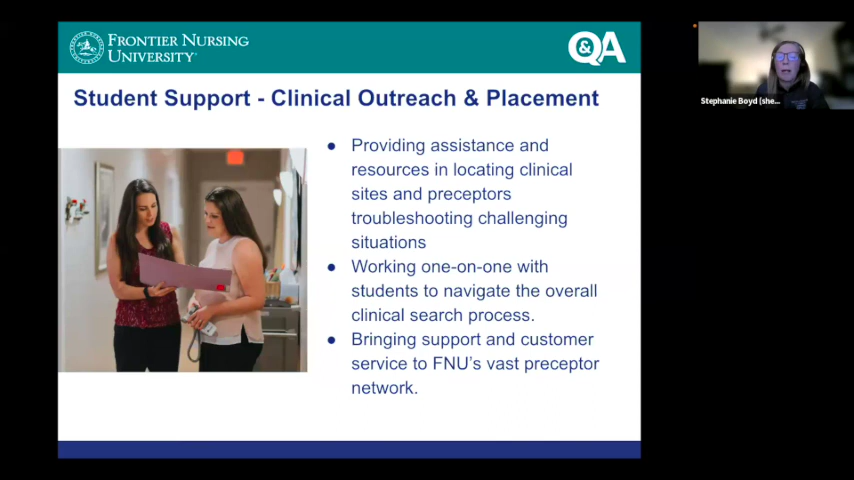 FRONTIER NURSING
UNIVERSITY
Q&A
Stephanie Boyd (she...
Student Support - Clinical Outreach & Placement
● Providing assistance and
resources in locating clinical
sites and preceptors
troubleshooting challenging
situations
● Working one-on-one with
students to navigate the overall
clinical search process.
● Bringing support and customer
service to FNU's vast preceptor
network.